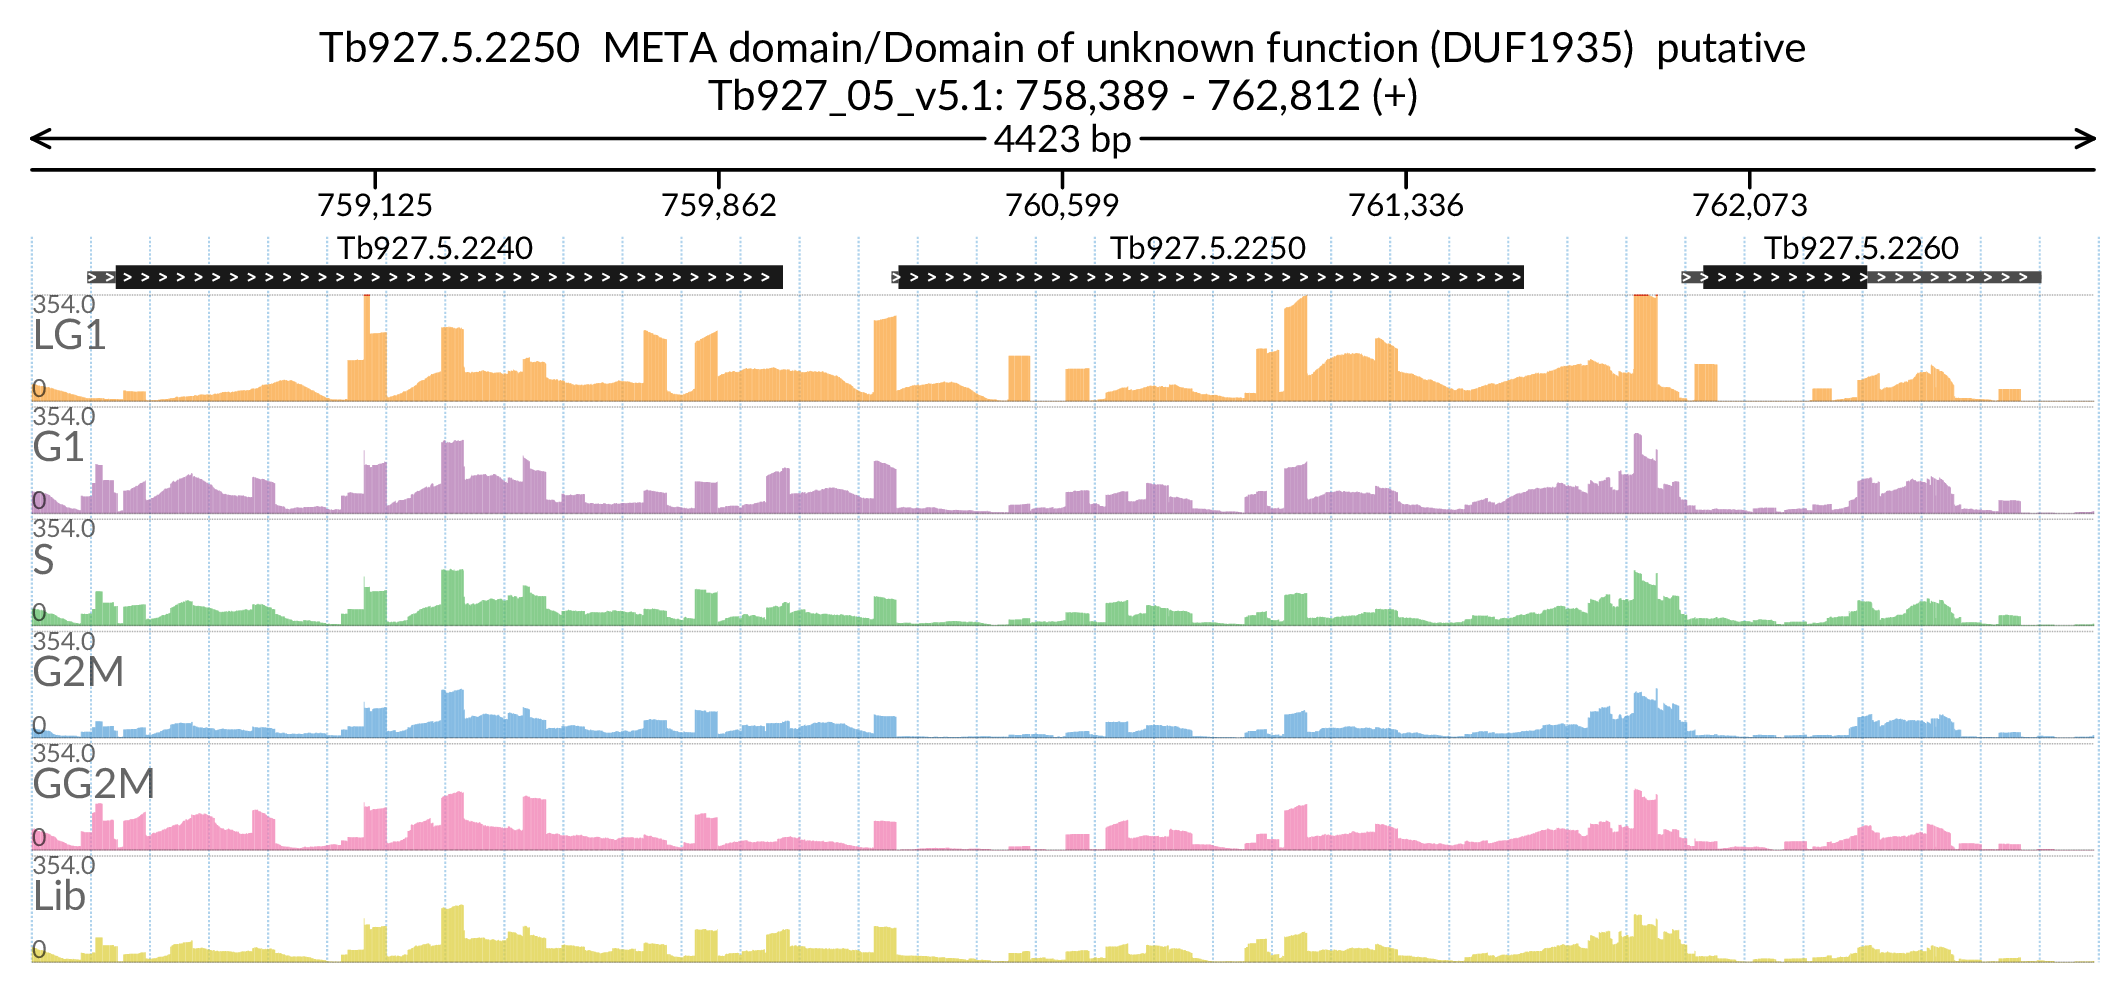 Tb927.5.2250 META domain/Domain of unknown function (DUF1935) putative
Tb927_05_v5.1: 758,389 - 762,812 (+)
4423 bp
759,125 759,862 760,599 761,336 762,073
Tb927.5.2240 Tb927.5.2250 Tb927.5.2260
354.0
LG1
0
354.0
G1
0
354.0
S
0
354.0
G2M
0
354.0
GG2M
0
354.0
Lib
0